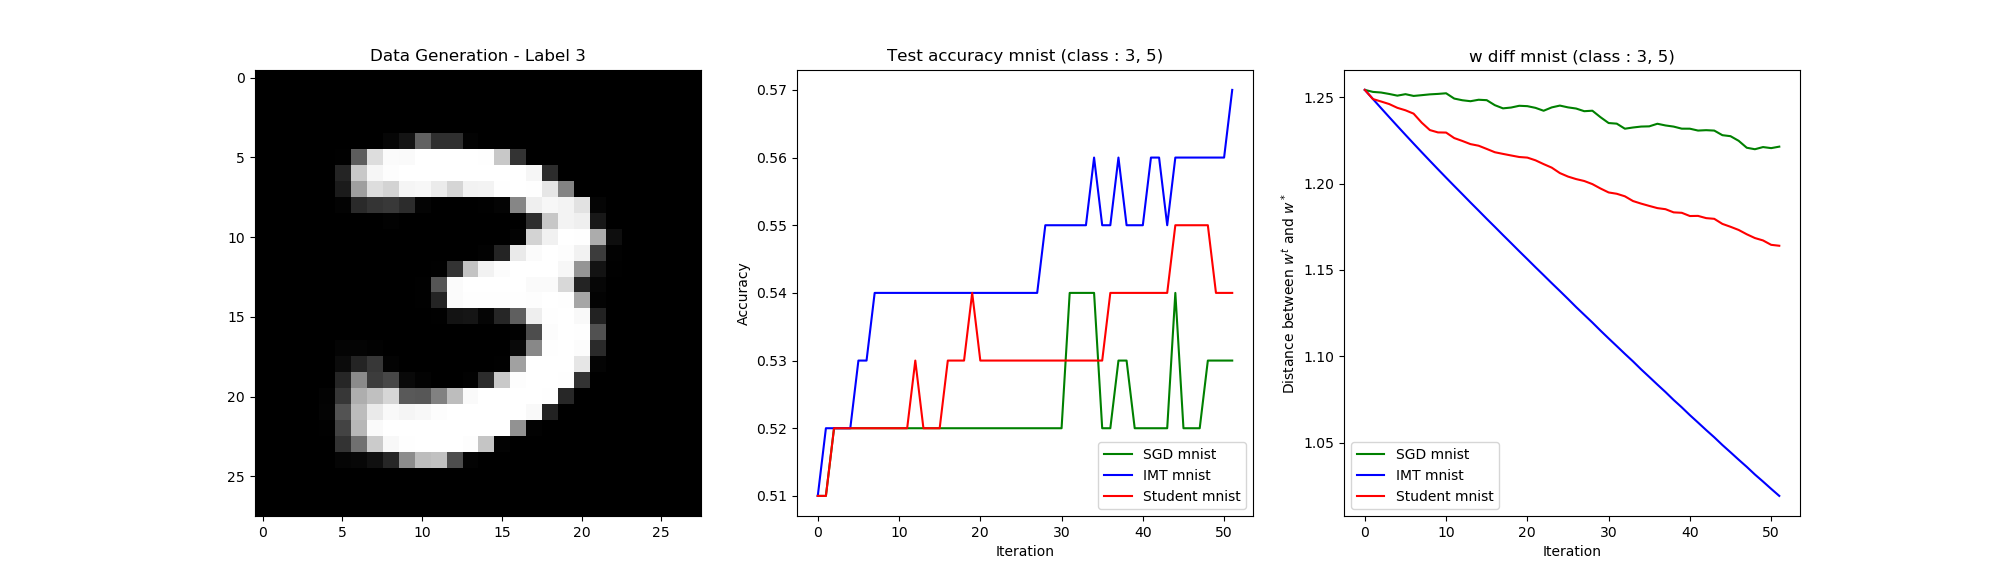 Data Generation - Label 3
0
5
10
15
20
25
0 5 10 15 20 25
Test accuracy mnist (class : 3, 5)
Accuracy
0.57
0.56
0.55
0.54
0.53
0.52
0.51
SGD mnist
IMT mnist
Student mnist
0 10 20 30 40 50
Iteration
w diff mnist (class : 3, 5)
Distance between w^t and w^*
1.25
1.20
1.15
1.10
1.05
SGD mnist
IMT mnist
Student mnist
0 10 20 30 40 50
Iteration